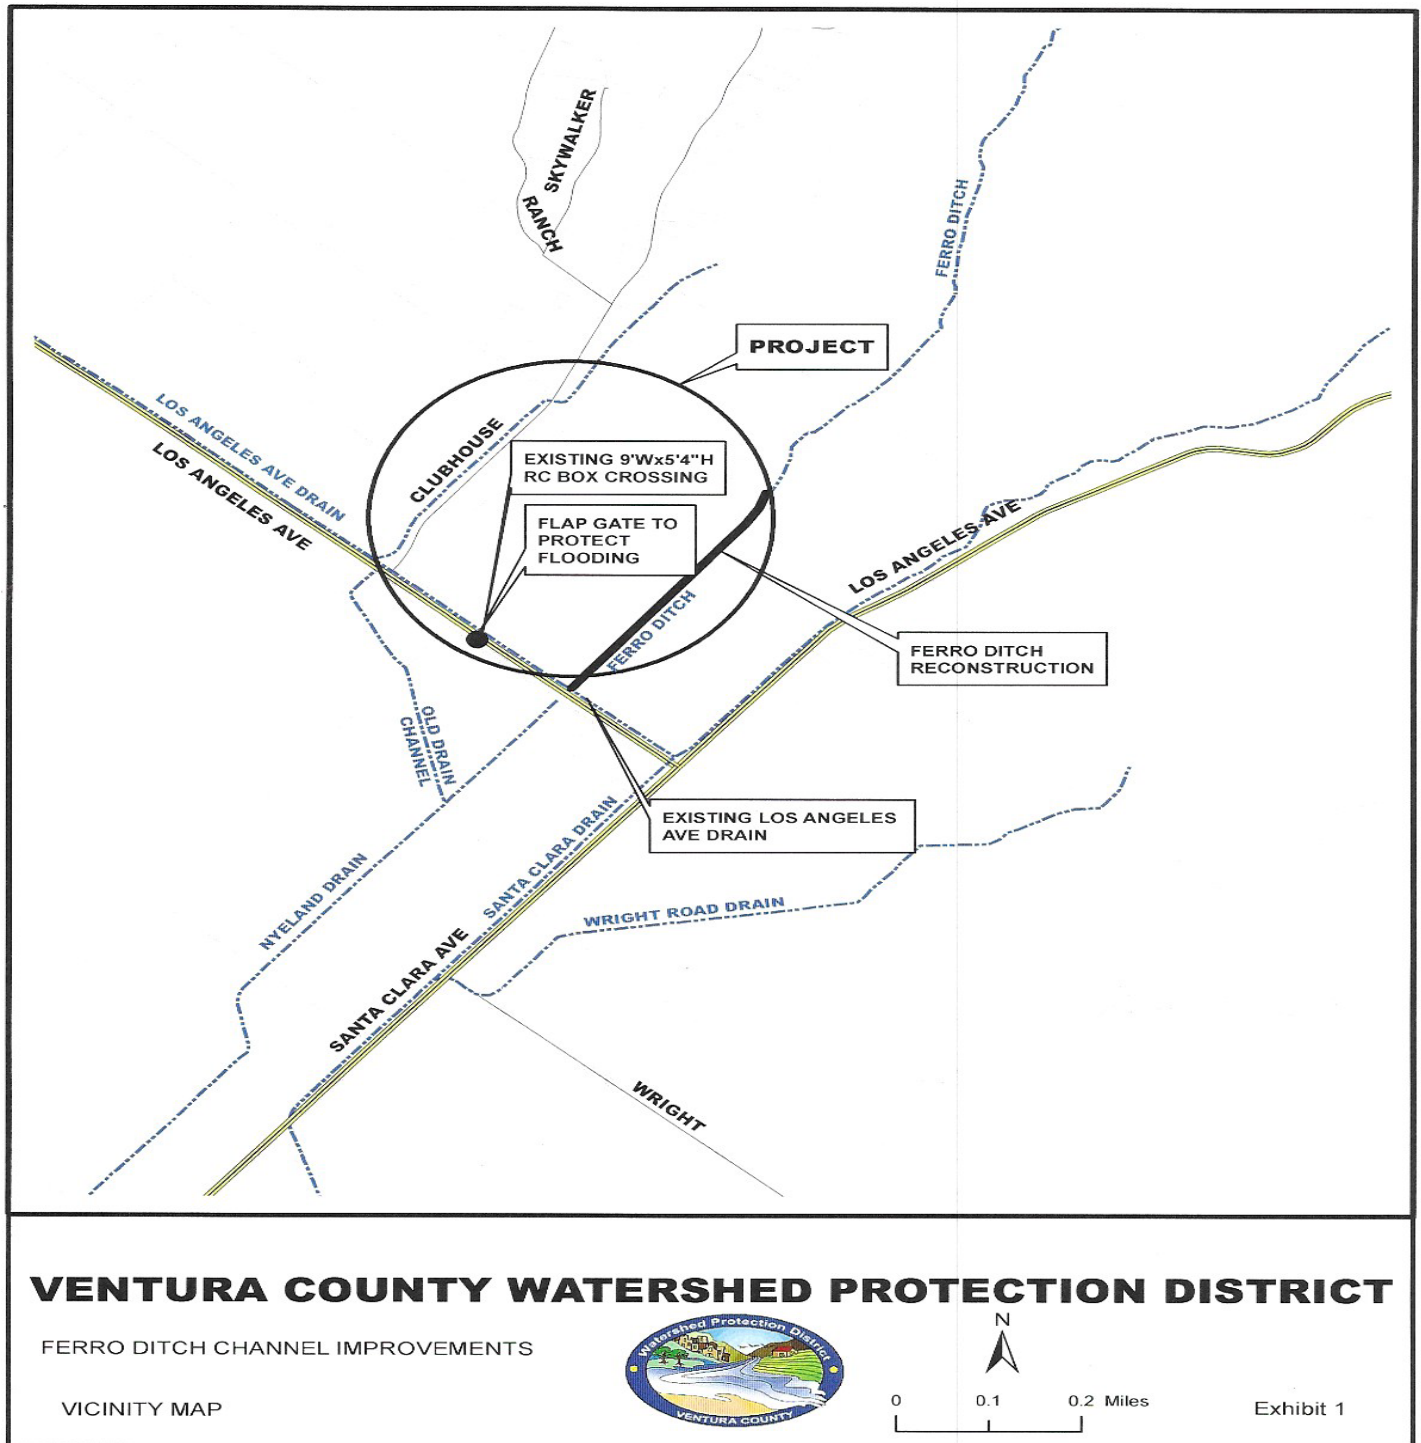 SKYWALKER
RANCH
FERRO DITCH
PROJECT
LOS ANGELES AVE DRAIN
LOS ANGELES AVE
CLUBHOUSE
EXISTING 9'Wx5'4"H
RC BOX CROSSING
FLAP GATE TO
PROTECT
FLOODING
LOS ANGELES AVE
FERRO DITCH
FERRO DITCH
RECONSTRUCTION
OLD DRAIN
CHANNEL
EXISTING LOS ANGELES
AVE DRAIN
SANTA CLARA DRAIN
NYELAND DRAIN
WRIGHT ROAD DRAIN
SANTA CLARA AVE
WRIGHT
VENTURA COUNTY WATERSHED PROTECTION DISTRICT
FERRO DITCH CHANNEL IMPROVEMENTS
VICINITY MAP
Watershed Protection District
VENTURA COUNTY
N
0 0.1 0.2 Miles
Exhibit 1